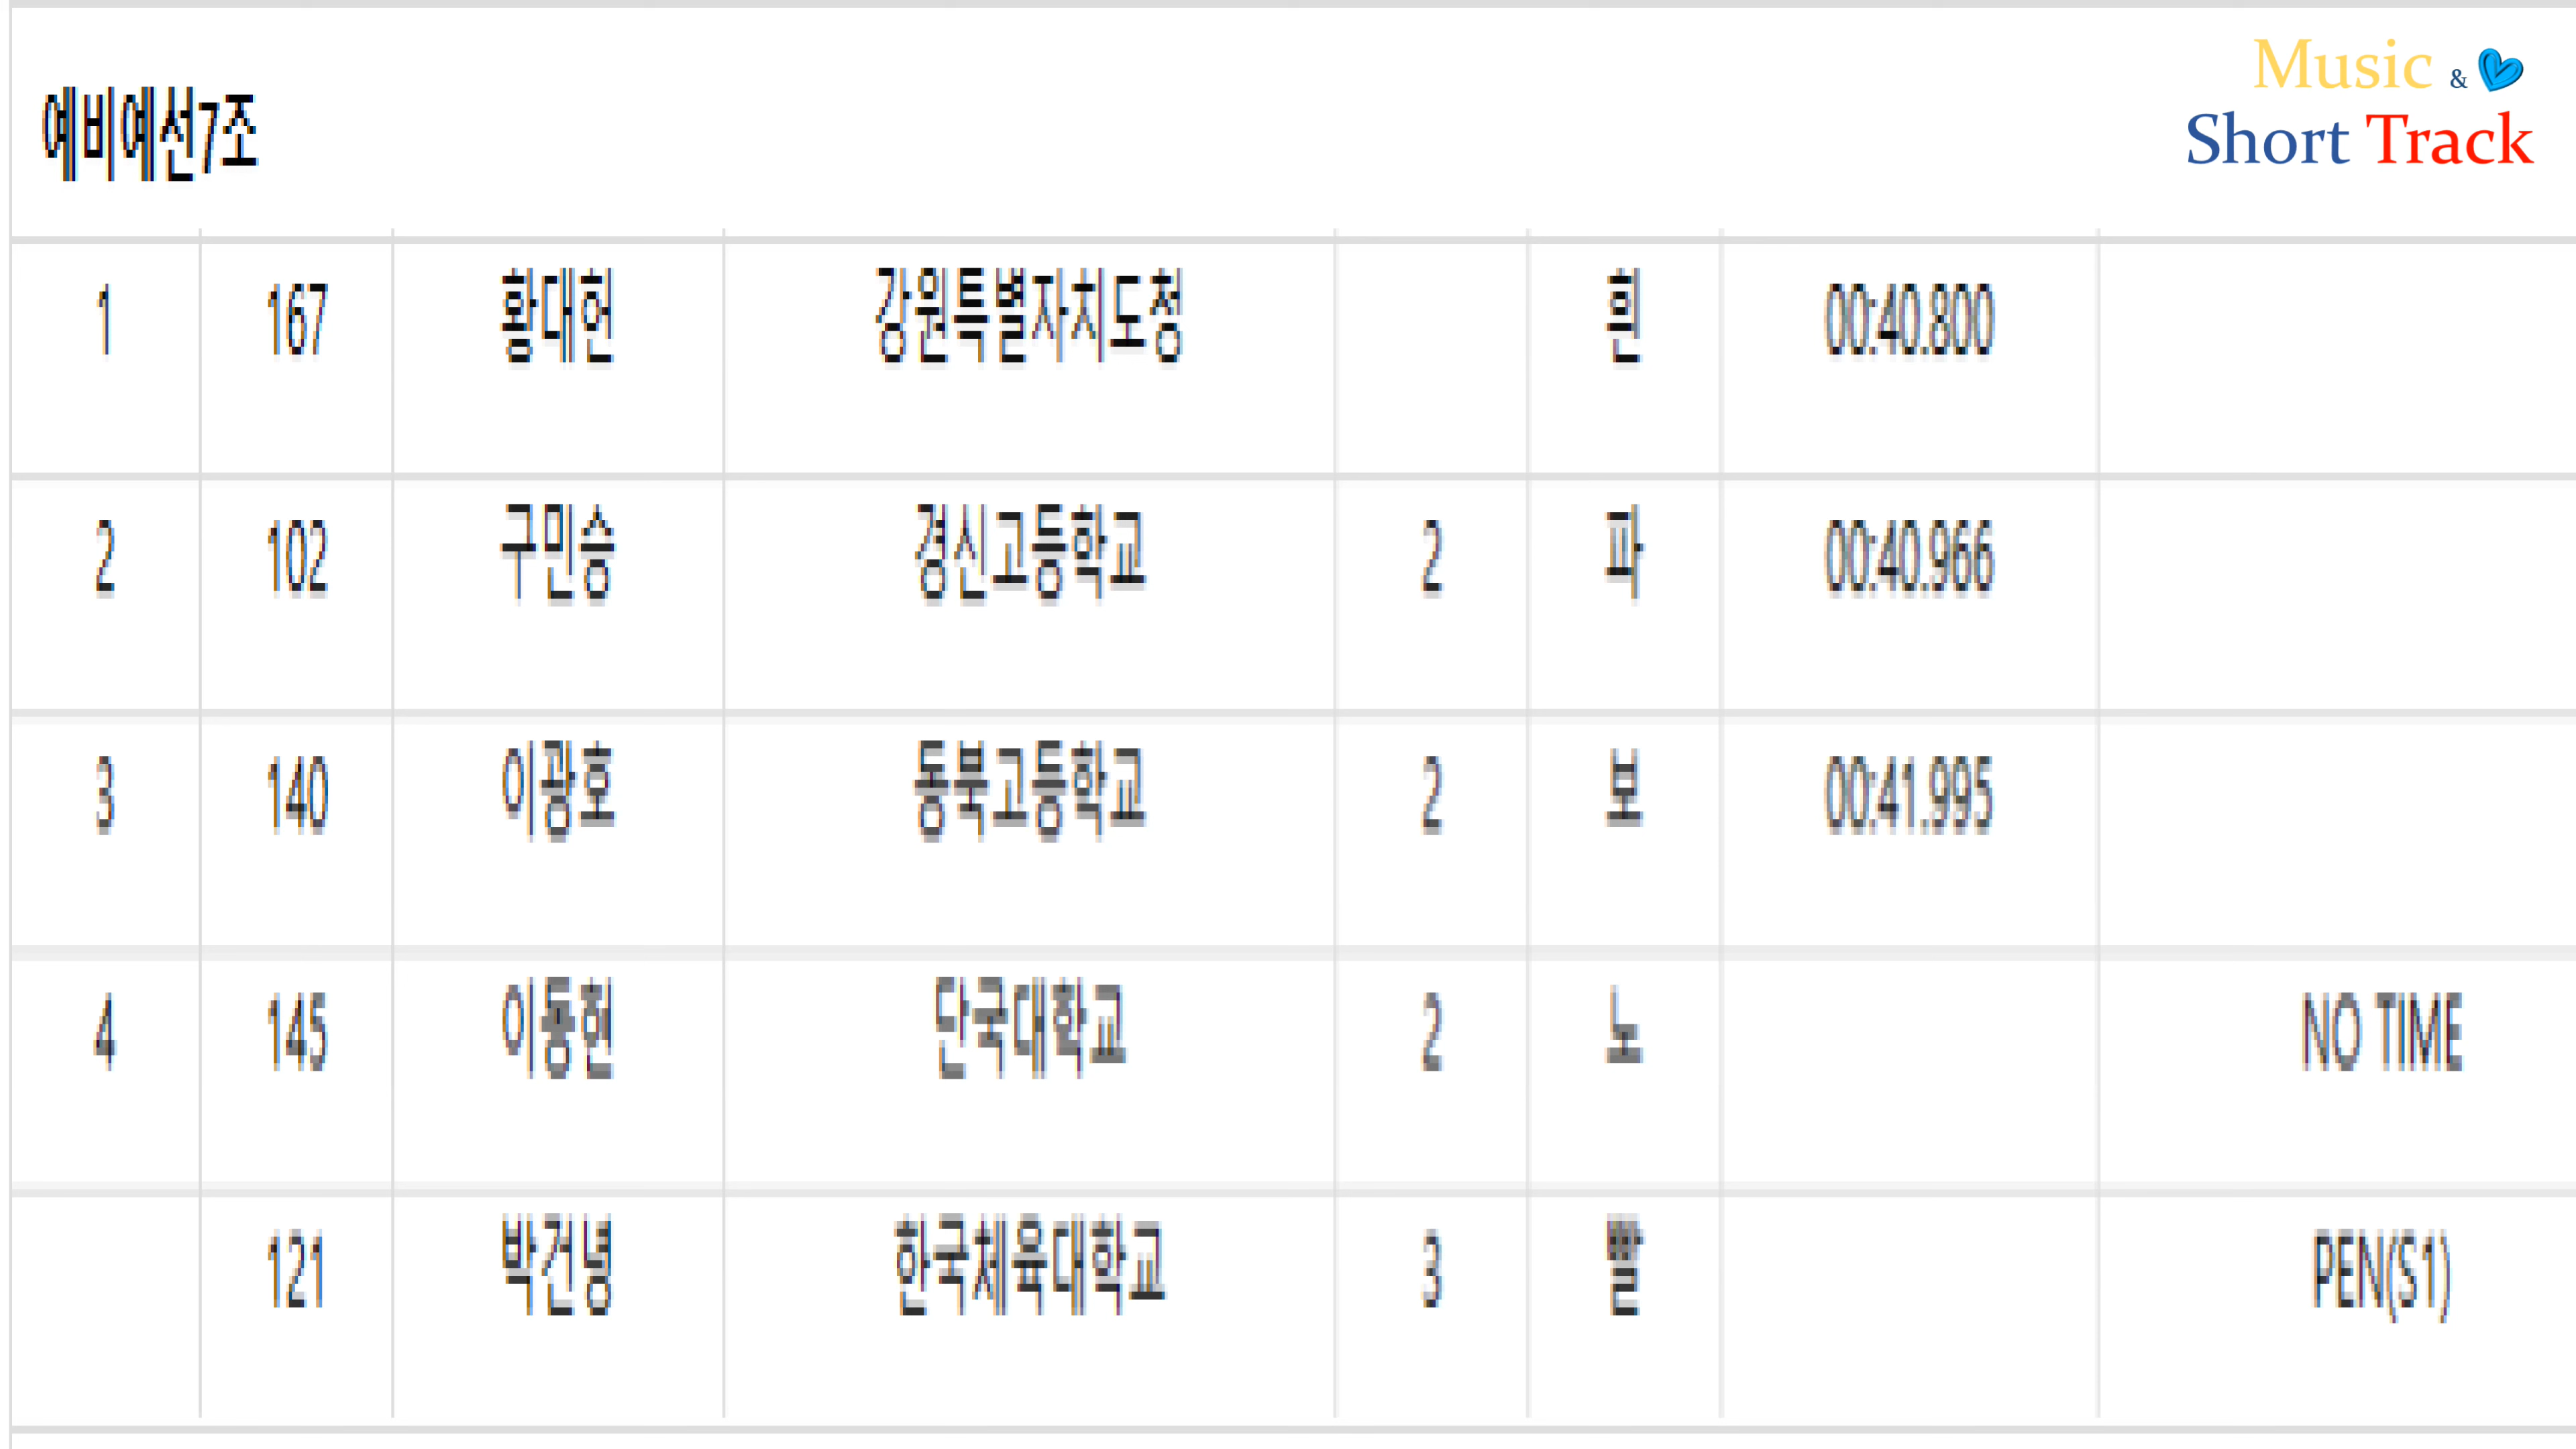 Music &
Short Track
예비예선7조
1 167 황대헌 강원특별자치도청 흰 00:40.800
2 102 구민승 경신고등학교 2 파 00:40.966
3 140 이광호 동북고등학교 2 보 00:41.995
4 145 이동현 단국대학교 2 노 NO TIME
121 박건녕 한국체육대학교 3 빨 PEN(S1)